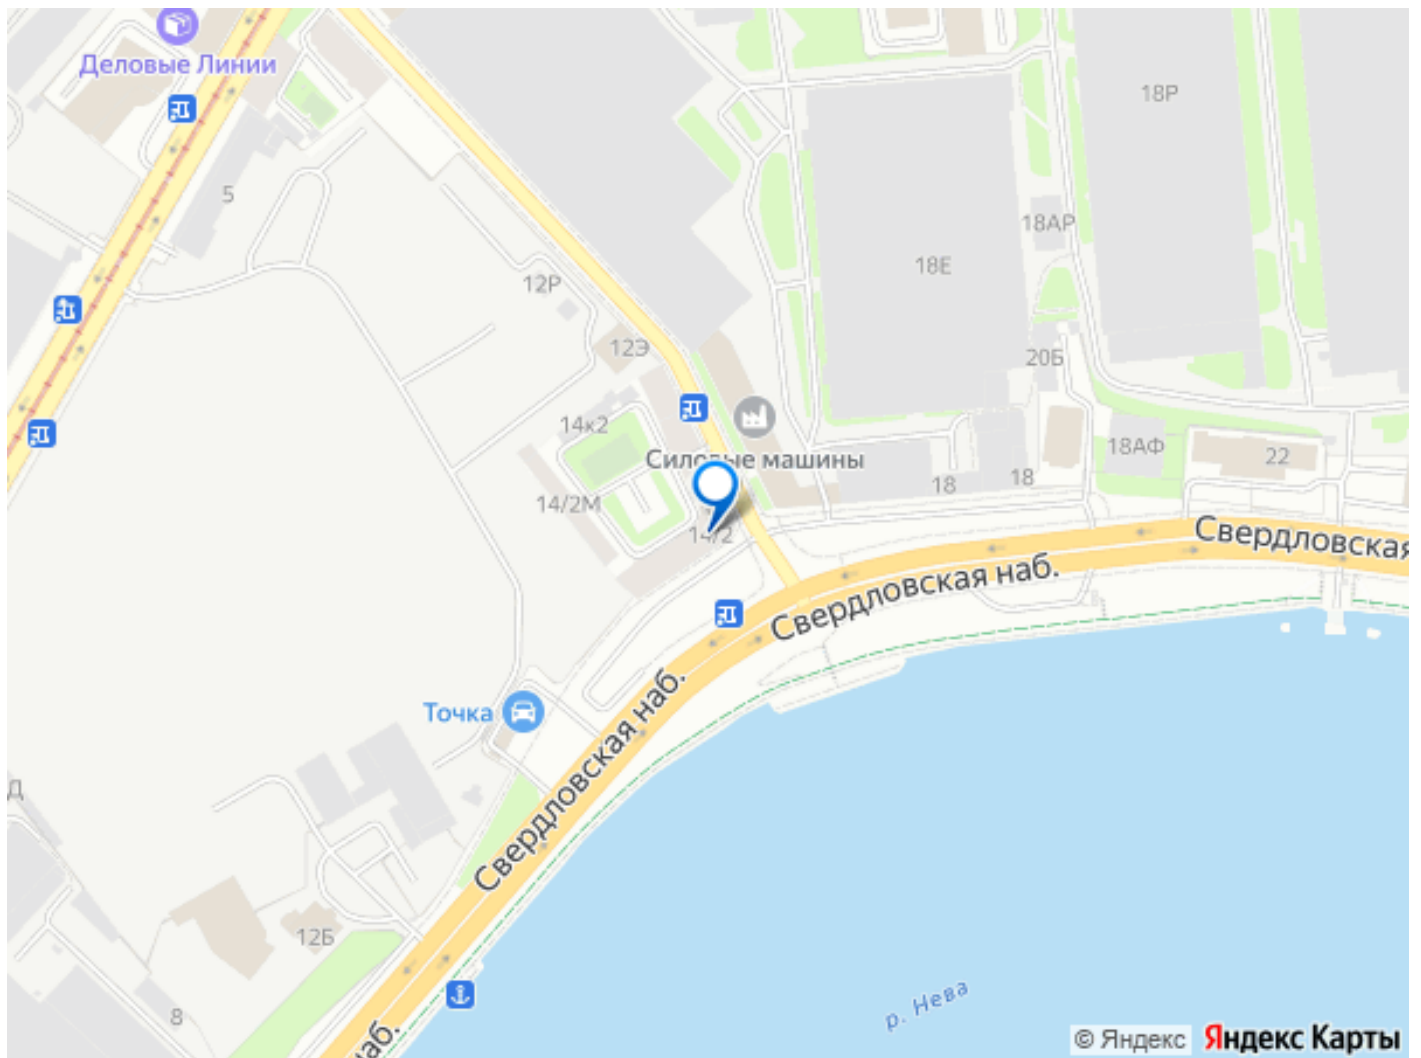 Деловые Линии
18Р
5
18АР
18Е
12Р
12Э
20Б
14к2
Силовые машины
18АФ
22
18
18
14/2М
14/2
Свердловская
Свердловская наб.
Свердловская наб.
Точка
Д
12Б
8
р. Нева
наб.
© Яндекс Яндекс Карты